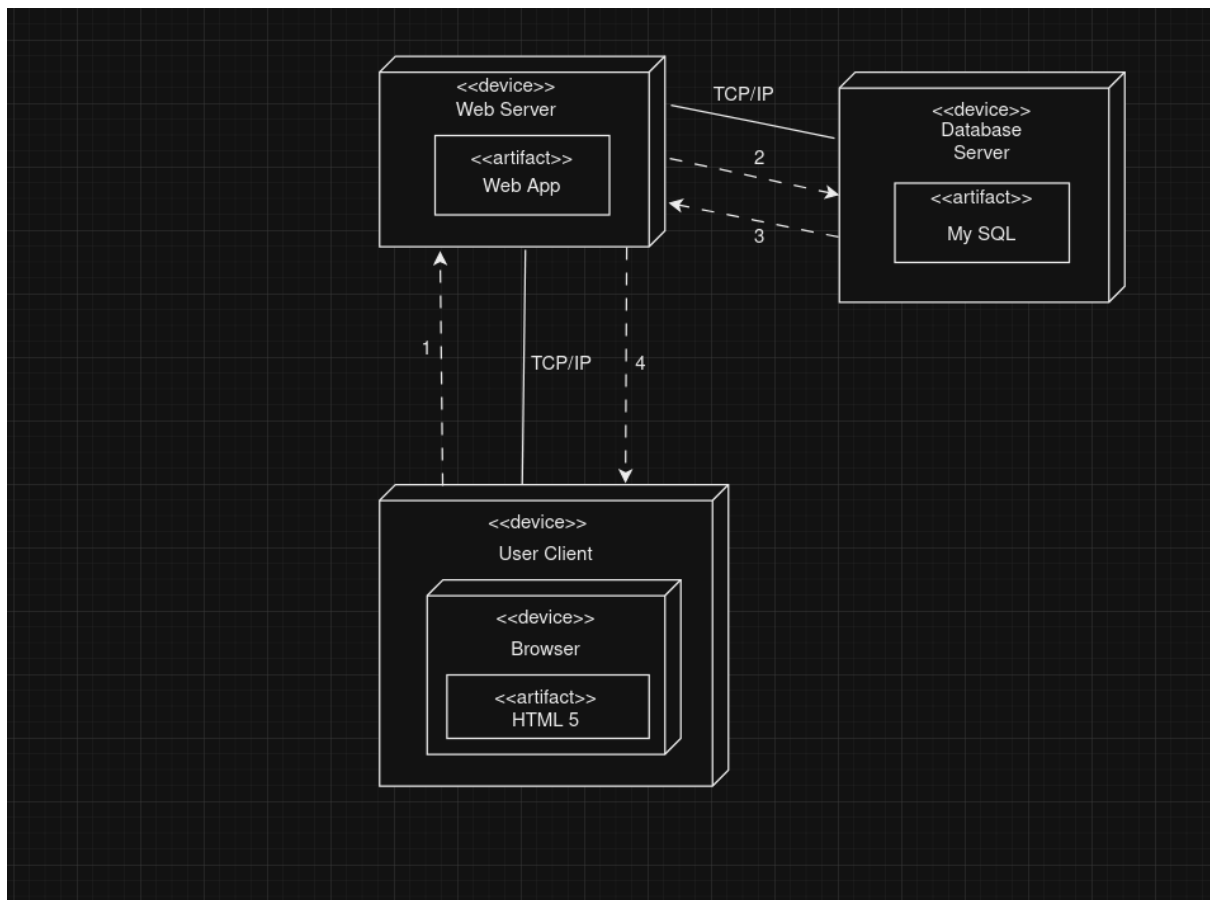 <<device>>
Web Server
<<artifact>>
Web App
TCP/IP
<<device>>
Database
Server
<<artifact>>
My SQL
2
3
1
TCP/IP
4
<<device>>
User Client
<<device>>
Browser
<<artifact>>
HTML 5